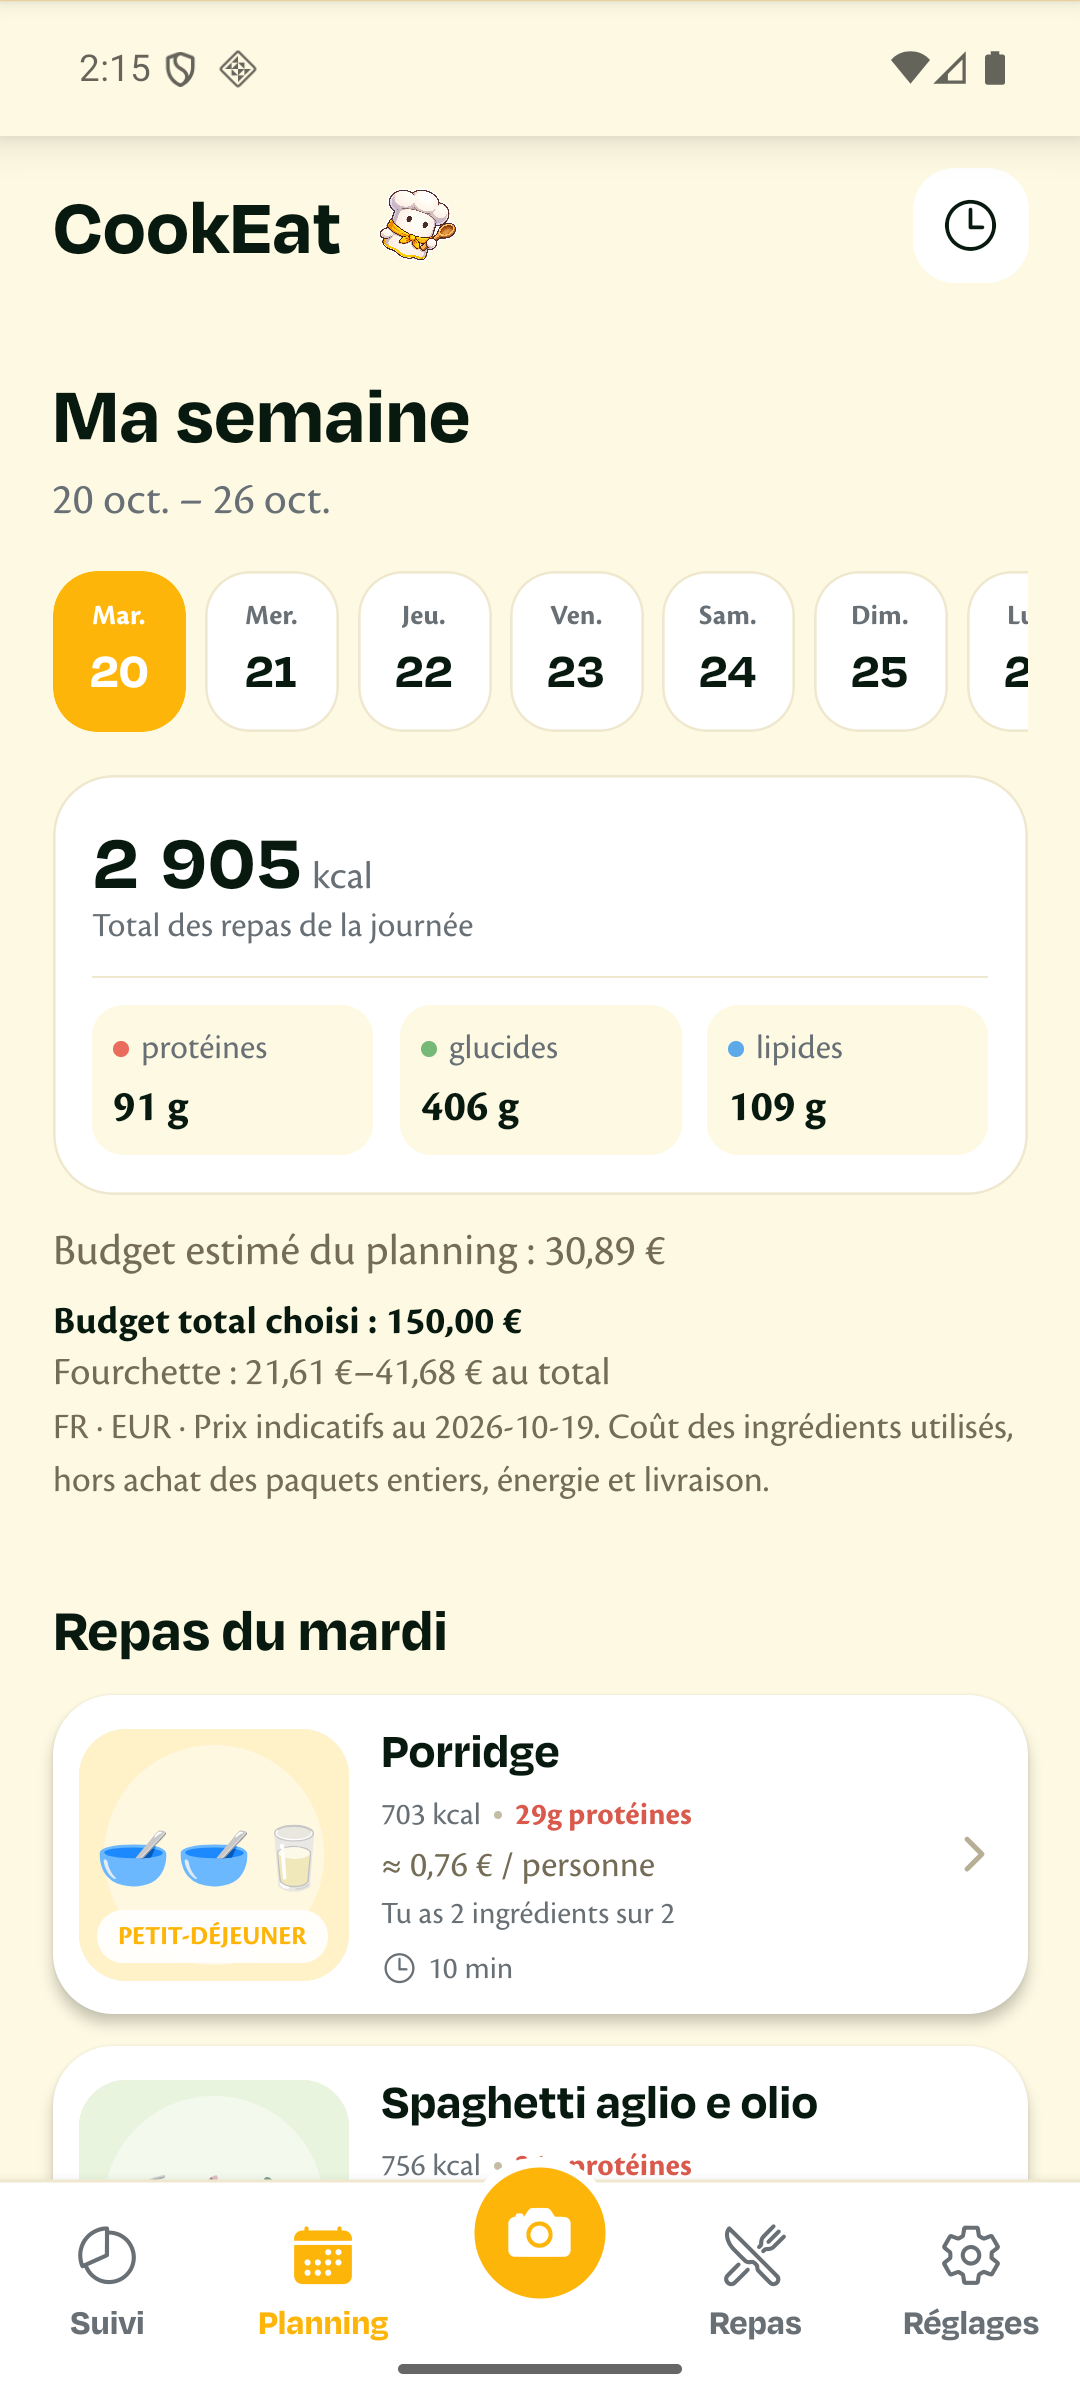 2:15
CookEat
Ma semaine
20 oct. – 26 oct.
Mar. Mer. Jeu. Ven. Sam. Dim.
20 21 22 23 24 25
2 905 kcal
Total des repas de la journée
protéines glucides lipides
91 g 406 g 109 g
Budget estimé du planning : 30,89 €
Budget total choisi : 150,00 €
Fourchette : 21,61 €–41,68 € au total
FR · EUR · Prix indicatifs au 2026-10-19. Coût des ingrédients utilisés,
hors achat des paquets entiers, énergie et livraison.
Repas du mardi
Porridge
703 kcal • 29g protéines
≈ 0,76 € / personne
Tu as 2 ingrédients sur 2
PETIT-DÉJEUNER
10 min
Spaghetti aglio e olio
756 kcal • protéines
Suivi Planning Repas Réglages